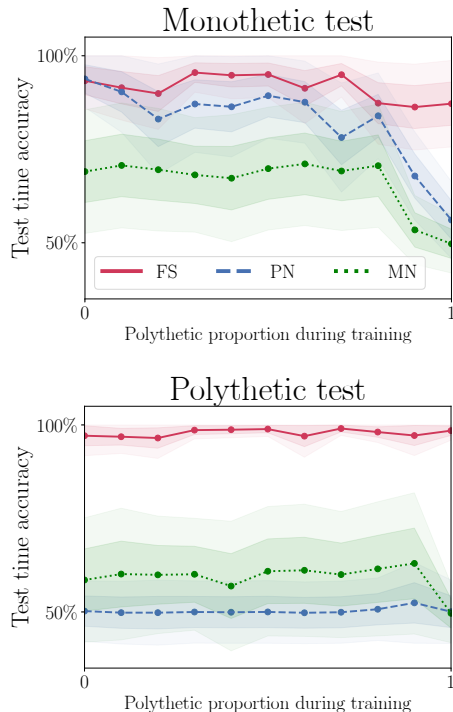 Monothetic test
100%
50%
Test time accuracy
FS PN MN
0 1
Polythetic proportion during training
Polythetic test
100%
50%
Test time accuracy
0 1
Polythetic proportion during training